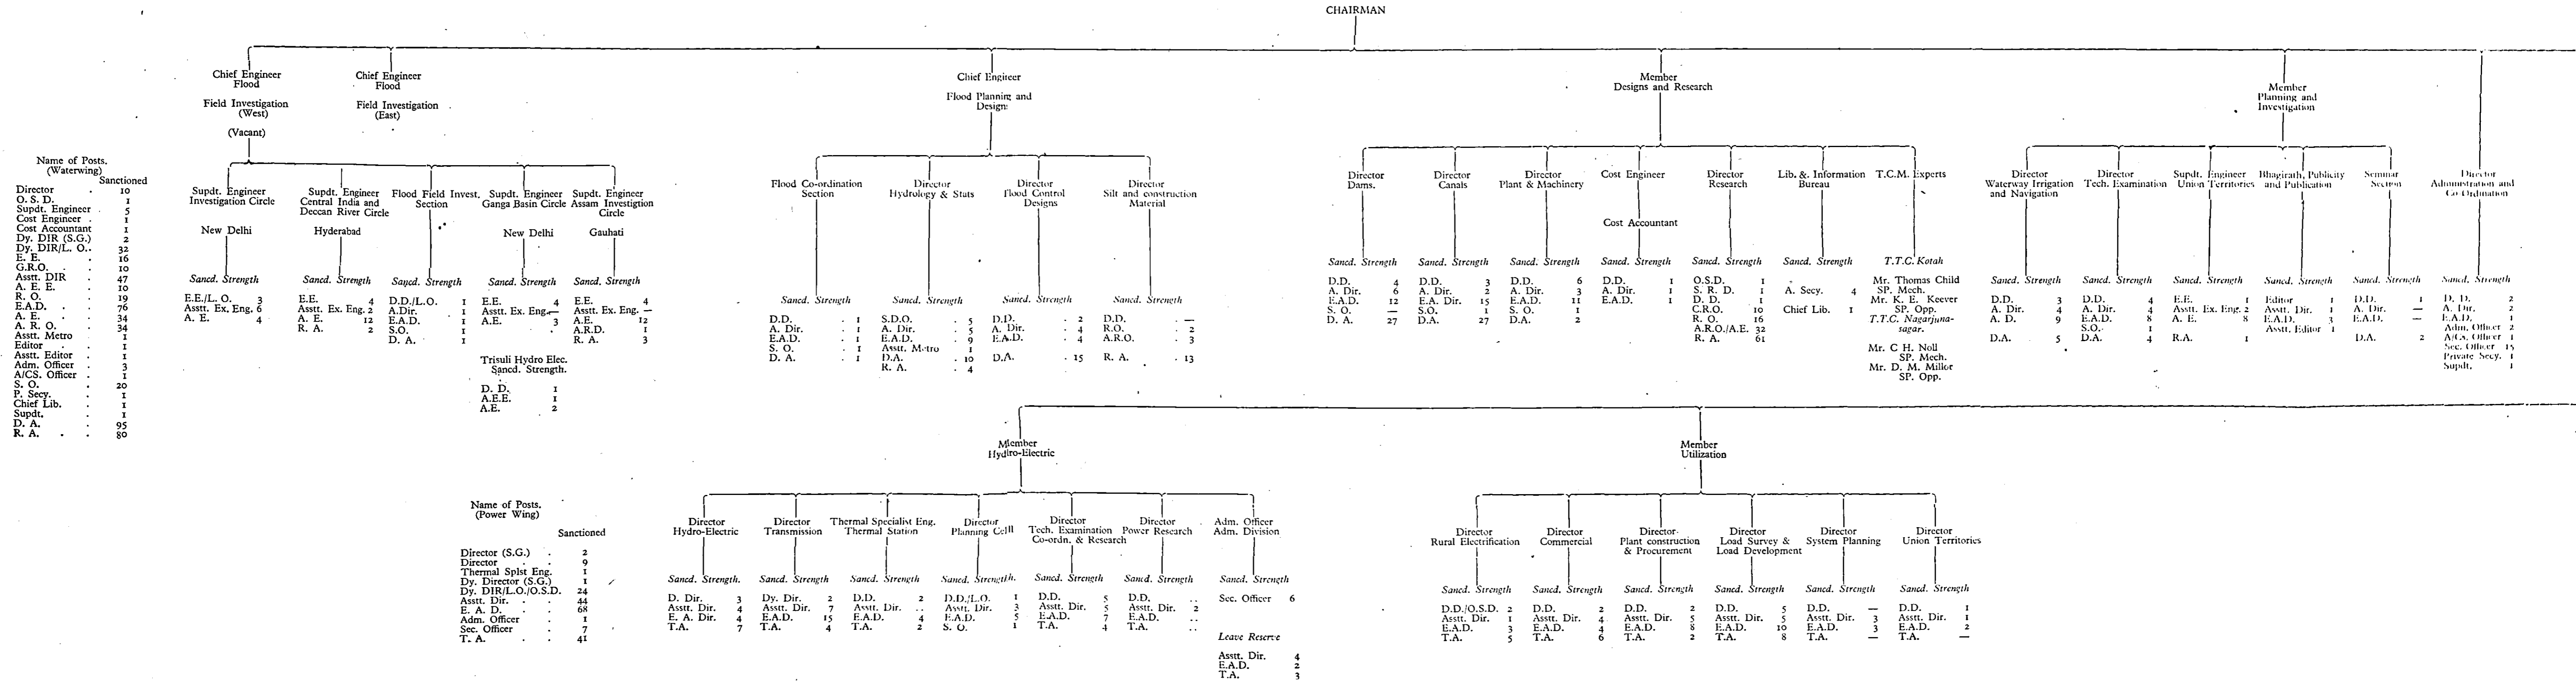 CHAIRMAN
Chief Engineer
Flood
Field Investigation
(West)
(Vacant)
Chief Engineer
Flood
Field Investigation
(East)
Chief Engineer
Flood Planning and
Designs
Member
Designs and Research
Member
Planning and
Investigation
Name of Posts.
(Waterwing)
Sanctioned
Director . 10
O. S. D. 1
Supdt. Engineer . 5
Cost Engineer . 1
Cost Accountant 1
Dy. DIR (S.G.) 2
Dy. DIR/L. O. . 32
E. E. . 16
G.R.O. . . 10
Asstt. DIR . 47
A. E. E. . 10
R. O. . 19
E.A.D. . . 76
A. E. . 34
A. R. O. . 34
Asstt. Metro . 1
Editor . . 1
Asstt. Editor . 1
Adm. Officer . 3
A/CS. Officer . 1
S. O. . 20
P. Secy. . 1
Chief Lib. . 1
Supdt. . 1
D. A. . 95
R. A. . . 80
Supdt. Engineer
Investigation Circle
New Delhi
Sancd. Strength
E.E./L. O. 3
Asstt. Ex. Eng. 6
A. E. 4
Supdt. Engineer
Central India and
Deccan River Circle
Hyderabad
Sancd. Strength
E.E. 4
Asstt. Ex. Eng. 2
A. E. 12
R. A. 2
Flood Field Invest.
Section
Sancd. Strength
D.D./L.O. 1
A.Dir. 1
E.A.D. 1
S.O. 1
D. A. 1
Supdt. Engineer
Ganga Basin Circle
New Delhi
Sancd. Strength
E.E. 4
Asstt. Ex. Eng.—
A.E. 3
Trisuli Hydro Elec.
Sancd. Strength.
D. D. 1
A.E.E. 1
A.E. 2
Supdt. Engineer
Assam Investigtion
Circle
Gauhati
Sancd. Strength
E.E. 4
Asstt. Ex. Eng. —
A.E. 12
A.R.D. 1
R. A. 3
Flood Co-ordination
Section
Sancd. Strength
D.D. . 1
A. Dir. . 1
E.A.D. . 1
S. O. . 1
D. A. . 1
Director
Hydrology & Stats
Sancd. Strength
S.D.O. . 5
A. Dir. . 5
E.A.D. . 9
Asstt. Metro 1
D.A. . 10
R. A. . 4
Director
Flood Control
Designs
Sancd. Strength
D.D. . 2
A. Dir. . 4
E.A.D. . 4
D.A. . 15
Director
Silt and construction
Material
Sancd. Strength
D.D. . —
R.O. . 2
A.R.O. . 3
R. A. . 13
Director
Dams.
Sancd. Strength
D.D. 4
A. Dir. 6
E.A.D. 12
S. O. —
D. A. 27
Director
Canals
Sancd. Strength
D.D. 3
A. Dir. 2
E.A. Dir. 15
S.O. 1
D.A. 27
Director
Plant & Machinery
Sancd. Strength
D.D. 6
A. Dir. 3
E.A.D. 11
S. O. 1
D.A. 2
Cost Engineer
Cost Accountant
Sancd. Strength
D.D. 1
A. Dir. 1
E.A.D. 1
Director
Research
Sancd. Strength
O.S.D. 1
S. R. D. 1
D. D. 1
C.R.O. 10
R. O. 16
A.R.O./A.E. 32
R. A. 61
Lib. &. Information
Bureau
Sancd. Strength
A. Secy. 4
Chief Lib. 1
T.C.M. Experts
T.T.C. Kotah
Mr. Thomas Child
SP. Mech.
Mr. K. E. Keever
SP. Opp.
T.T.C. Nagarjuna-
sagar.
Mr. C H. Noll
SP. Mech.
Mr. D. M. Millor
SP. Opp.
Director
Waterway Irrigation
and Navigation
Sancd. Strength
D.D. 3
A. Dir. 4
A. D. 9
D.A. 5
Director
Tech. Examination
Sancd. Strength
D.D. 4
A. Dir. 4
E.A.D. 8
S.O. 1
D.A. 4
Supdt. Engineer
Union Territories
Sancd. Strength
E.E. 1
Asstt. Ex. Eng. 2
A. E. 8
R.A. 1
Bhagirath, Publicity
and Publication
Sancd. Strength
Editor 1
Asstt. Dir. 1
E.A.D. 3
Asstt. Editor 1
Seminar
Section
Sancd. Strength
D.D. 1
A. Dir. —
E.A.D. —
D.A. 2
Director
Administration and
Co Ordination
Sancd. Strength
D. D. 2
A. Dir. 2
E.A.D. 1
Adm. Officer 2
A/Cs. Officer 1
Sec. Officer 15
Private Secy. 1
Supdt. 1
Member
Hydro-Electric
Member
Utilization
Name of Posts.
(Power Wing)
Sanctioned
Director (S.G.) . 2
Director . . 9
Thermal Splst Eng. 1
Dy. Director (S.G.) 1
Dy. DIR/L.O./O.S.D. 24
Asstt. Dir. . . 44
E. A. D. . . 68
Adm. Officer . 1
Sec. Officer . 7
T. A. . . 41
Director
Hydro-Electric
Sancd. Strength.
D. Dir. 3
Asstt. Dir. 4
E. A. Dir. 4
T.A. 7
Director
Transmission
Sancd. Strength
Dy. Dir. 2
Asstt. Dir. 7
E.A.D. 15
T.A. 4
Thermal Specialist Eng.
Thermal Station
Sancd. Strength
D.D. 2
Asstt. Dir. ..
E.A.D. 4
T.A. 2
Director
Planning Celll
Sancd. Strength.
D.D./L.O. 1
Asstt. Dir. 3
E.A.D. 5
S. O. 1
Director
Tech. Examination
Co-ordn. & Research
Sancd. Strength
D.D. 5
Asstt. Dir. 5
E.A.D. 7
T.A. 4
Director
Power Research
Sancd. Strength
D.D. ..
Asstt. Dir. 2
E.A.D. ..
T.A. ..
Adm. Officer
Adm. Division
Sancd. Strength
Sec. Officer 6
Leave Reserve
Asstt. Dir. 4
E.A.D. 2
T.A. 3
Director
Rural Electrification
Sancd. Strength
D.D./O.S.D. 2
Asstt. Dir. 1
E.A.D. 3
T.A. 5
Director
Commercial
Sancd. Strength
D.D. 2
Asstt. Dir. 4
E.A.D. 4
T.A. 6
Director-
Plant construction
& Procurement
Sancd. Strength
D.D. 2
Asstt. Dir. 5
E.A.D. 8
T.A. 2
Director
Load Survey &
Load Development
Sancd. Strength
D.D. 5
Asstt. Dir. 5
E.A.D. 10
T.A. 8
Director
System Planning
Sancd. Strength
D.D. —
Asstt. Dir. 3
E.A.D. 3
T.A. —
Director
Union Territories
Sancd. Strength
D.D. 1
Asstt. Dir. 1
E.A.D. 2
T.A. —